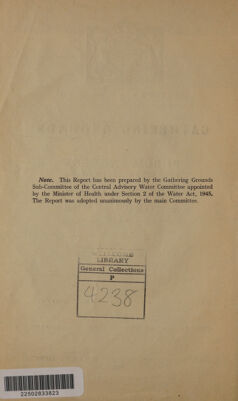 Note. This Report has been prepared by the Gathering Grounds
Sub-Committee of the Central Advisory Water Committee appointed
by the Minister of Health under Section 2 of the Water Act, 1945.
The Report was adopted unanimously by the main Committee.
LIBRARY
General Collections
P
4238
22502833823